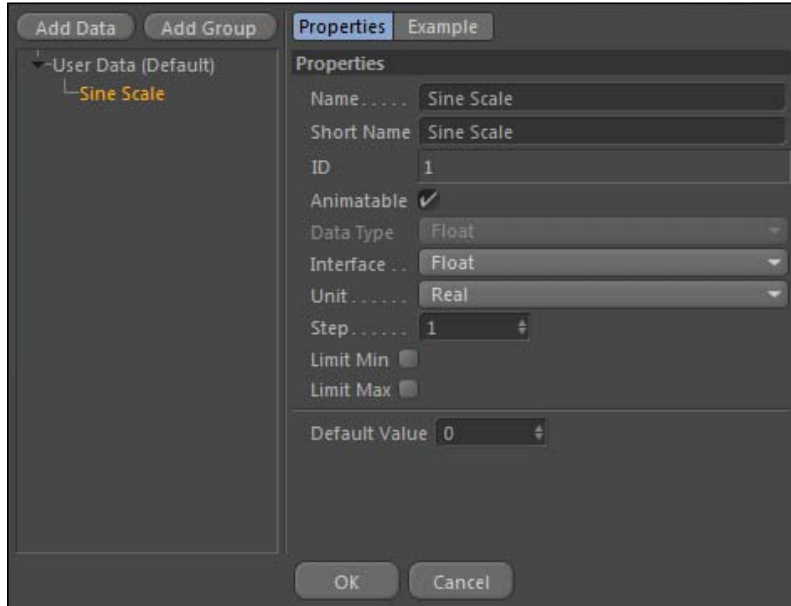 Add Data
Add Group
User Data (Default)
Sine Scale
Properties
Example
Properties
Name..... Sine Scale
Short Name Sine Scale
ID 1
Animatable
Data Type Float
Interface .. Float
Unit...... Real
Step...... 1
Limit Min
Limit Max
Default Value 0
OK
Cancel